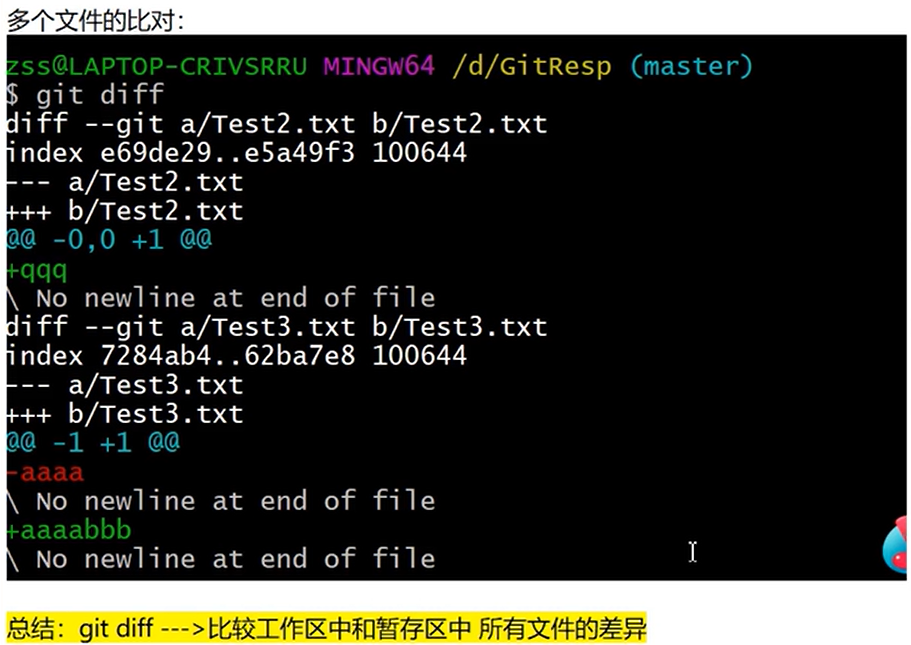 多个文件的比对：
zss@LAPTOP-CRIVSRRU MINGW64 /d/GitResp (master)
$ git diff
diff --git a/Test2.txt b/Test2.txt
index e69de29..e5a49f3 100644
--- a/Test2.txt
+++ b/Test2.txt
@@ -0,0 +1 @@
+qqq
\ No newline at end of file
diff --git a/Test3.txt b/Test3.txt
index 7284ab4..62ba7e8 100644
--- a/Test3.txt
+++ b/Test3.txt
@@ -1 +1 @@
-aaaa
\ No newline at end of file
+aaaabbb
\ No newline at end of file
总结：git diff --->比较工作区中和暂存区中 所有文件的差异